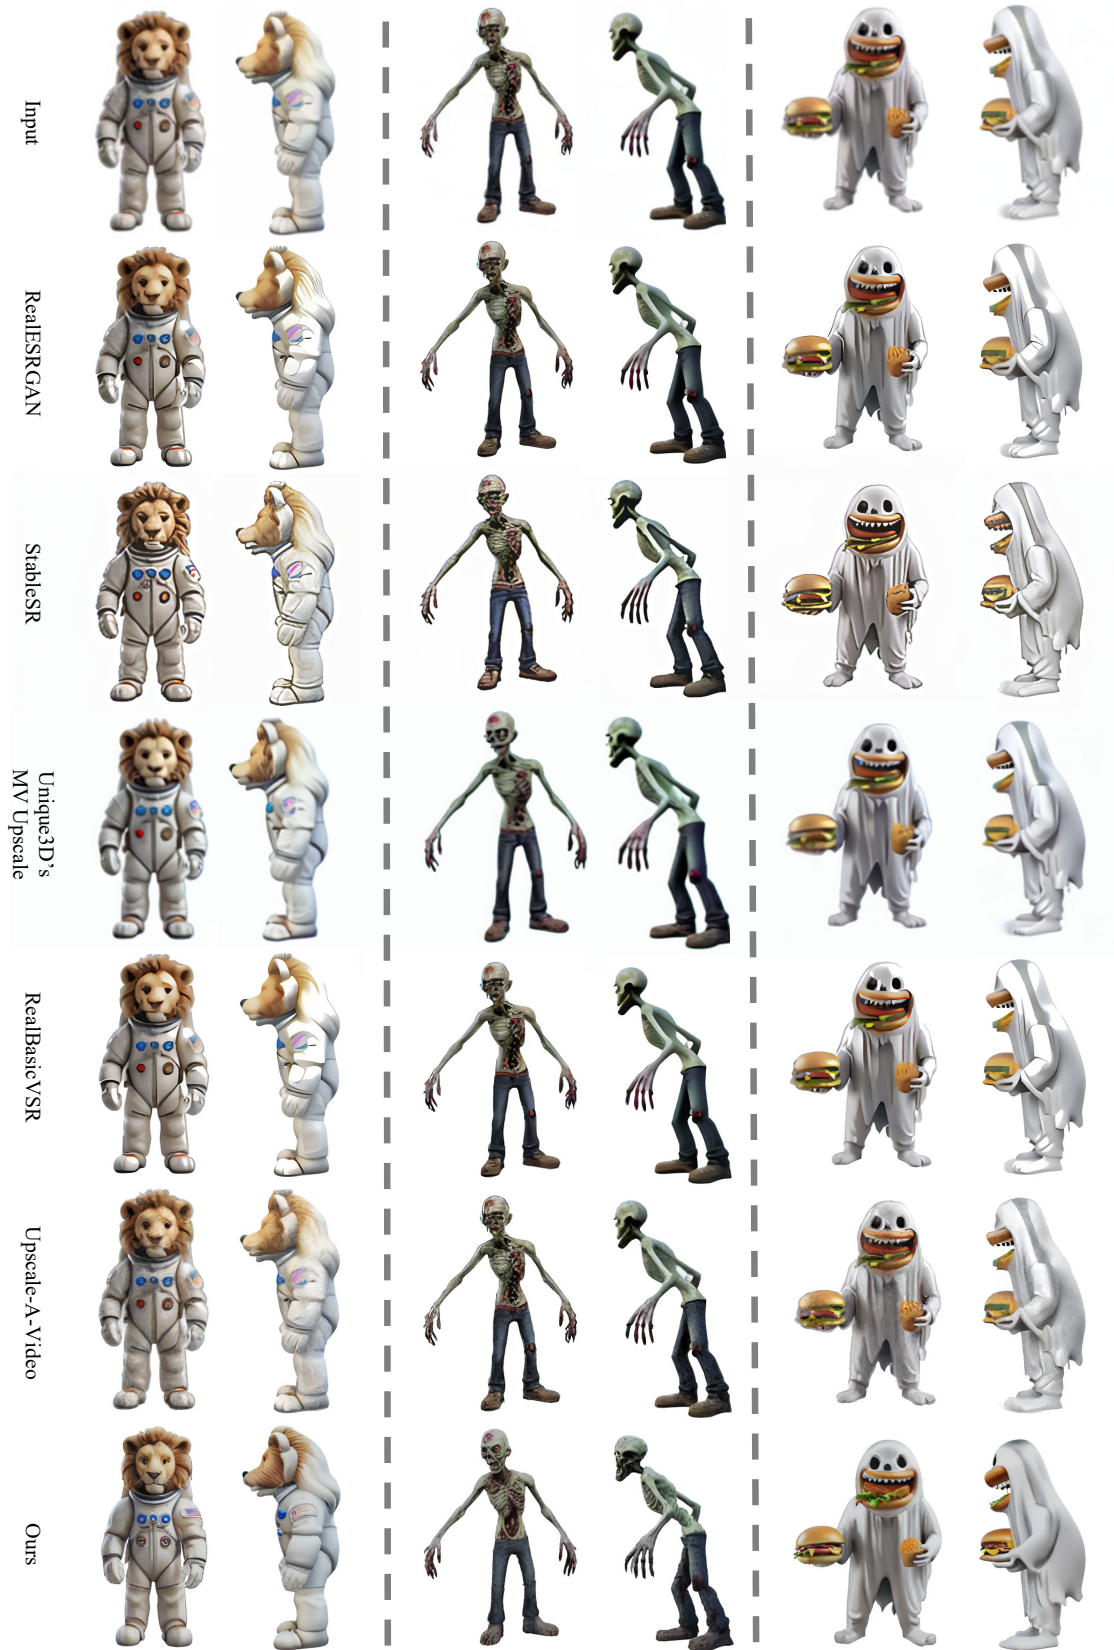 Input
RealESRGAN
StableSR
Unique3D's
MV Upscale
RealBasicVSR
Upscale-A-Video
Ours